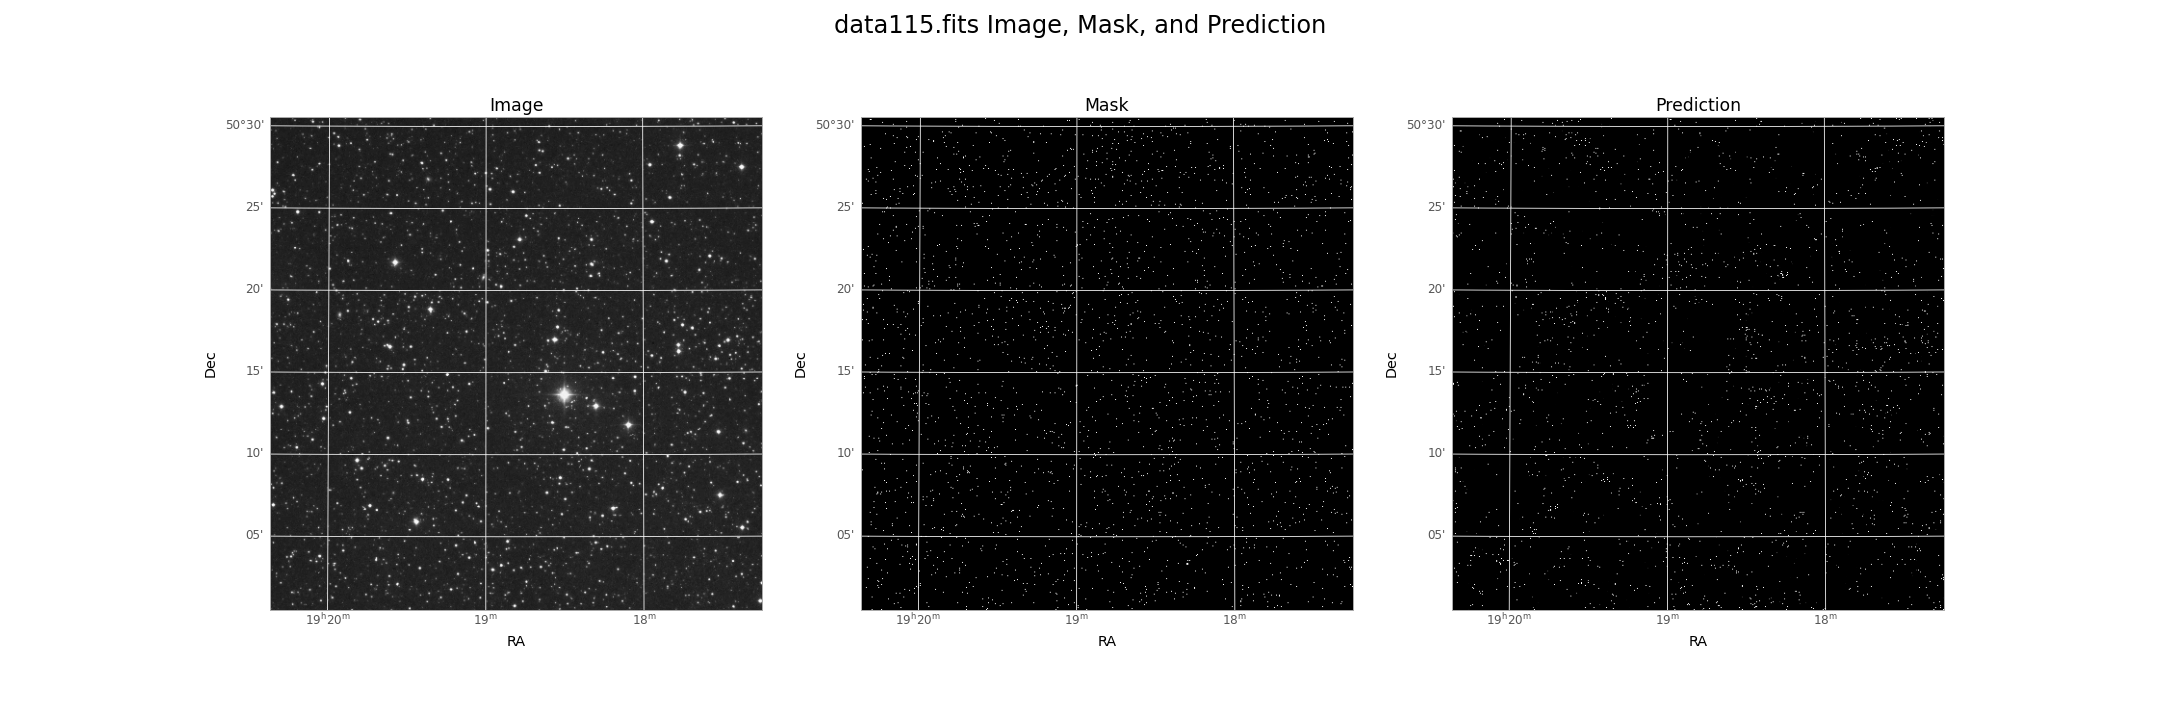 data115.fits Image, Mask, and Prediction
Image
50°30'
25'
20'
15'
10'
05'
Dec
19ʰ20ᵐ
19ᵐ
18ᵐ
RA
Mask
50°30'
25'
20'
15'
10'
05'
Dec
19ʰ20ᵐ
19ᵐ
18ᵐ
RA
Prediction
50°30'
25'
20'
15'
10'
05'
Dec
19ʰ20ᵐ
19ᵐ
18ᵐ
RA